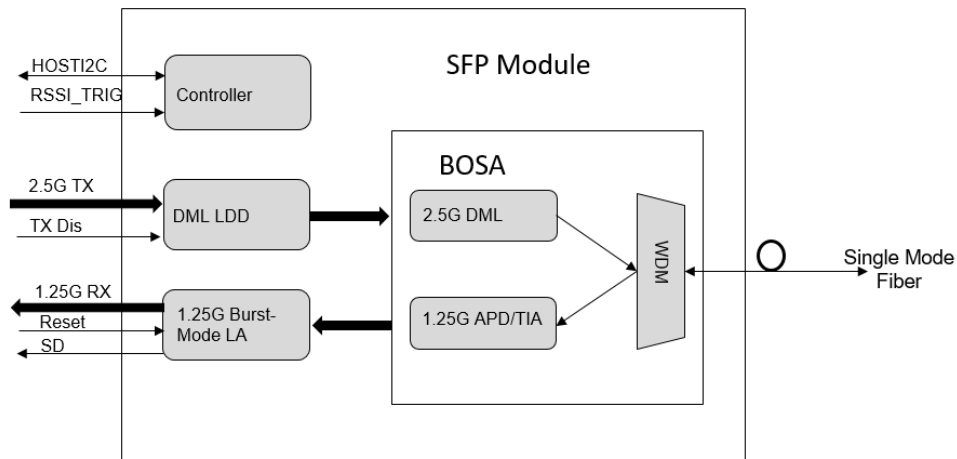 SFP Module
HOSTI2C
RSSI_TRIG
Controller
BOSA
2.5G TX
TX Dis
DML LDD
2.5G DML
WDM
Single Mode
Fiber
1.25G RX
Reset
SD
1.25G Burst-
Mode LA
1.25G APD/TIA